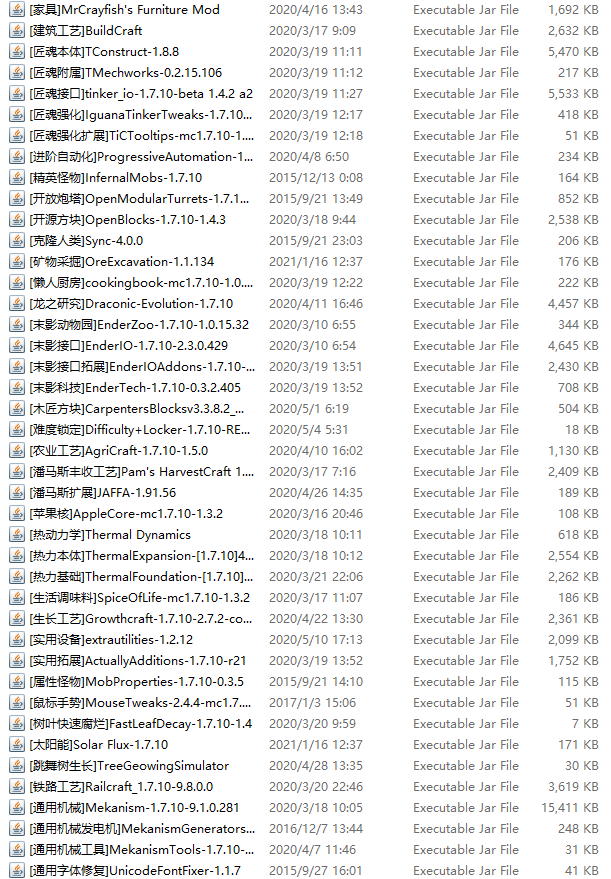 [家具]MrCrayfish's Furniture Mod 2020/4/16 13:43 Executable Jar File 1,692 KB
[建筑工艺]BuildCraft 2020/3/17 9:09 Executable Jar File 2,632 KB
[匠魂本体]TConstruct-1.8.8 2020/3/19 11:11 Executable Jar File 5,470 KB
[匠魂附属]TMechworks-0.2.15.106 2020/3/19 11:12 Executable Jar File 217 KB
[匠魂接口]tinker_io-1.7.10-beta 1.4.2 a2 2020/3/19 11:27 Executable Jar File 5,533 KB
[匠魂强化]IguanaTinkerTweaks-1.7.10... 2020/3/19 12:17 Executable Jar File 418 KB
[匠魂强化扩展]TiCTooltips-mc1.7.10-1.... 2020/3/19 12:18 Executable Jar File 51 KB
[进阶自动化]ProgressiveAutomation-1... 2020/4/8 6:50 Executable Jar File 234 KB
[精英怪物]InfernalMobs-1.7.10 2015/12/13 0:08 Executable Jar File 164 KB
[开放炮塔]OpenModularTurrets-1.7.1... 2015/9/21 13:49 Executable Jar File 852 KB
[开源方块]OpenBlocks-1.7.10-1.4.3 2020/3/18 9:44 Executable Jar File 2,538 KB
[克隆人类]Sync-4.0.0 2015/9/21 23:03 Executable Jar File 206 KB
[矿物采掘]OreExcavation-1.1.134 2021/1/16 12:37 Executable Jar File 176 KB
[懒人厨房]cookingbook-mc1.7.10-1.0.... 2020/3/19 12:22 Executable Jar File 222 KB
[龙之研究]Draconic-Evolution-1.7.10 2020/4/11 16:46 Executable Jar File 4,457 KB
[末影动物园]EnderZoo-1.7.10-1.0.15.32 2020/3/10 6:55 Executable Jar File 344 KB
[末影接口]EnderIO-1.7.10-2.3.0.429 2020/3/10 6:54 Executable Jar File 4,645 KB
[末影接口拓展]EnderIOAddons-1.7.10-... 2020/3/19 13:51 Executable Jar File 2,430 KB
[末影科技]EnderTech-1.7.10-0.3.2.405 2020/3/19 13:52 Executable Jar File 708 KB
[木匠方块]CarpentersBlocksv3.3.8.2_... 2020/5/1 6:19 Executable Jar File 504 KB
[难度锁定]Difficulty+Locker-1.7.10-RE... 2020/5/4 5:31 Executable Jar File 18 KB
[农业工艺]AgriCraft-1.7.10-1.5.0 2020/4/10 16:02 Executable Jar File 1,130 KB
[潘马斯丰收工艺]Pam's HarvestCraft 1.... 2020/3/17 7:16 Executable Jar File 2,409 KB
[潘马斯扩展]JAFFA-1.91.56 2020/4/26 14:35 Executable Jar File 189 KB
[苹果核]AppleCore-mc1.7.10-1.3.2 2020/3/16 20:46 Executable Jar File 108 KB
[热动力学]Thermal Dynamics 2020/3/18 10:11 Executable Jar File 618 KB
[热力本体]ThermalExpansion-[1.7.10]4... 2020/3/18 10:12 Executable Jar File 2,554 KB
[热力基础]ThermalFoundation-[1.7.10]... 2020/3/21 22:06 Executable Jar File 2,262 KB
[生活调味料]SpiceOfLife-mc1.7.10-1.3.2 2020/3/17 11:07 Executable Jar File 186 KB
[生长工艺]Growthcraft-1.7.10-2.7.2-co... 2020/4/22 13:30 Executable Jar File 2,361 KB
[实用设备]extrautilities-1.2.12 2020/5/10 17:13 Executable Jar File 2,099 KB
[实用拓展]ActuallyAdditions-1.7.10-r21 2020/3/19 13:52 Executable Jar File 1,752 KB
[属性怪物]MobProperties-1.7.10-0.3.5 2015/9/21 14:10 Executable Jar File 115 KB
[鼠标手势]MouseTweaks-2.4.4-mc1.7.... 2017/1/3 15:06 Executable Jar File 51 KB
[树叶快速腐烂]FastLeafDecay-1.7.10-1.4 2020/3/20 9:59 Executable Jar File 7 KB
[太阳能]Solar Flux-1.7.10 2021/1/16 12:37 Executable Jar File 171 KB
[跳舞树生长]TreeGeowingSimulator 2020/4/28 13:35 Executable Jar File 30 KB
[铁路工艺]Railcraft_1.7.10-9.8.0.0 2020/3/20 22:46 Executable Jar File 3,619 KB
[通用机械]Mekanism-1.7.10-9.1.0.281 2020/3/18 10:05 Executable Jar File 15,411 KB
[通用机械发电机]MekanismGenerators... 2016/12/7 13:44 Executable Jar File 248 KB
[通用机械工具]MekanismTools-1.7.10-... 2020/4/7 11:46 Executable Jar File 31 KB
[通用字体修复]UnicodeFontFixer-1.1.7 2015/9/27 16:01 Executable Jar File 41 KB